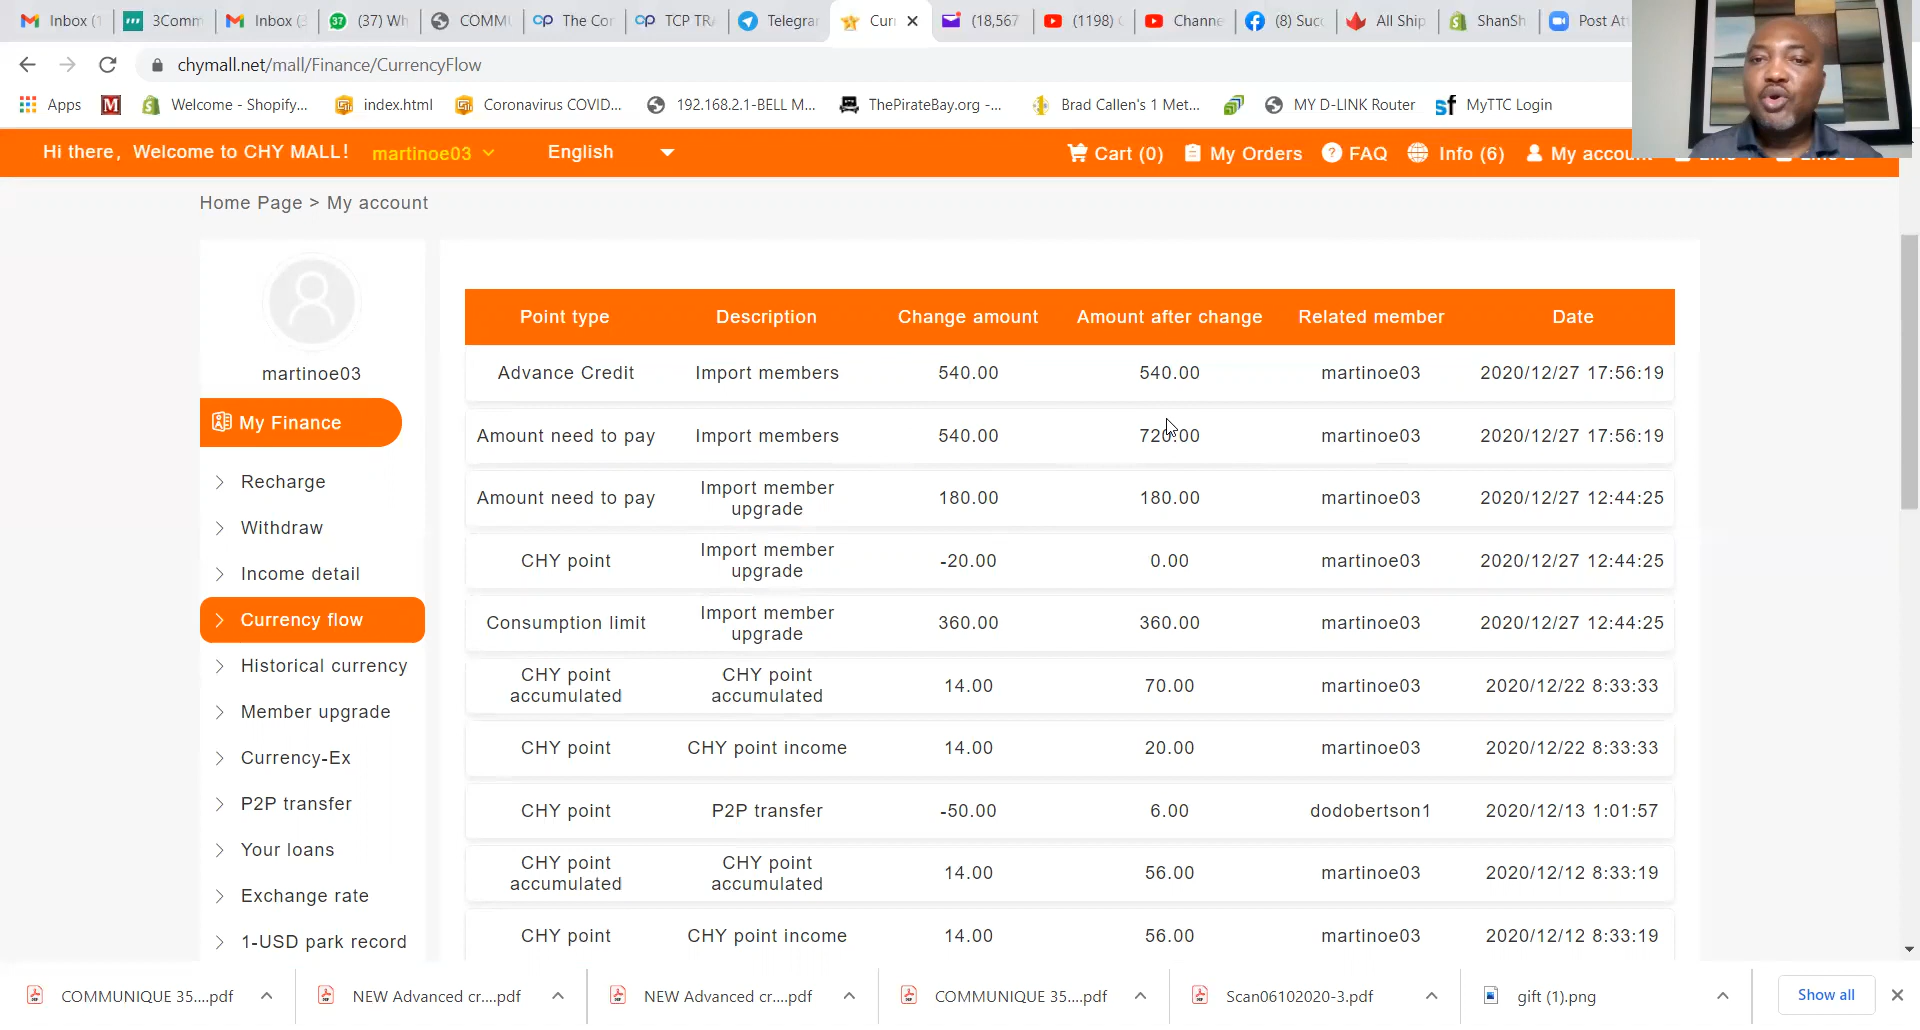 Inbox (1
3Comm
Inbox (3
(37) Wh
COMMU
The Cor
TCP TRA
Telegrar
Curr
(18,567
(1198)
Channe
(8) Succ
All Ship
ShanSh
Post Att
chymall.net/mall/Finance/CurrencyFlow
Apps
Welcome - Shopify...
index.html
Coronavirus COVID...
192.168.2.1-BELL M...
ThePirateBay.org -...
Brad Callen's 1 Met...
MY D-LINK Router
MyTTC Login
Hi there, Welcome to CHY MALL!
martinoe03
English
Cart (0)
My Orders
FAQ
Info (6)
My account
Home Page > My account
martinoe03
My Finance
Recharge
Withdraw
Income detail
Currency flow
Historical currency
Member upgrade
Currency-Ex
P2P transfer
Your loans
Exchange rate
1-USD park record
Point type Description Change amount Amount after change Related member Date
Advance Credit Import members 540.00 540.00 martinoe03 2020/12/27 17:56:19
Amount need to pay Import members 540.00 720.00 martinoe03 2020/12/27 17:56:19
Amount need to pay Import member upgrade 180.00 180.00 martinoe03 2020/12/27 12:44:25
CHY point Import member upgrade -20.00 0.00 martinoe03 2020/12/27 12:44:25
Consumption limit Import member upgrade 360.00 360.00 martinoe03 2020/12/27 12:44:25
CHY point accumulated CHY point accumulated 14.00 70.00 martinoe03 2020/12/22 8:33:33
CHY point CHY point income 14.00 20.00 martinoe03 2020/12/22 8:33:33
CHY point P2P transfer -50.00 6.00 dodobertson1 2020/12/13 1:01:57
CHY point accumulated CHY point accumulated 14.00 56.00 martinoe03 2020/12/12 8:33:19
CHY point CHY point income 14.00 56.00 martinoe03 2020/12/12 8:33:19
COMMUNIQUE 35....pdf
NEW Advanced cr....pdf
NEW Advanced cr....pdf
COMMUNIQUE 35....pdf
Scan06102020-3.pdf
gift (1).png
Show all